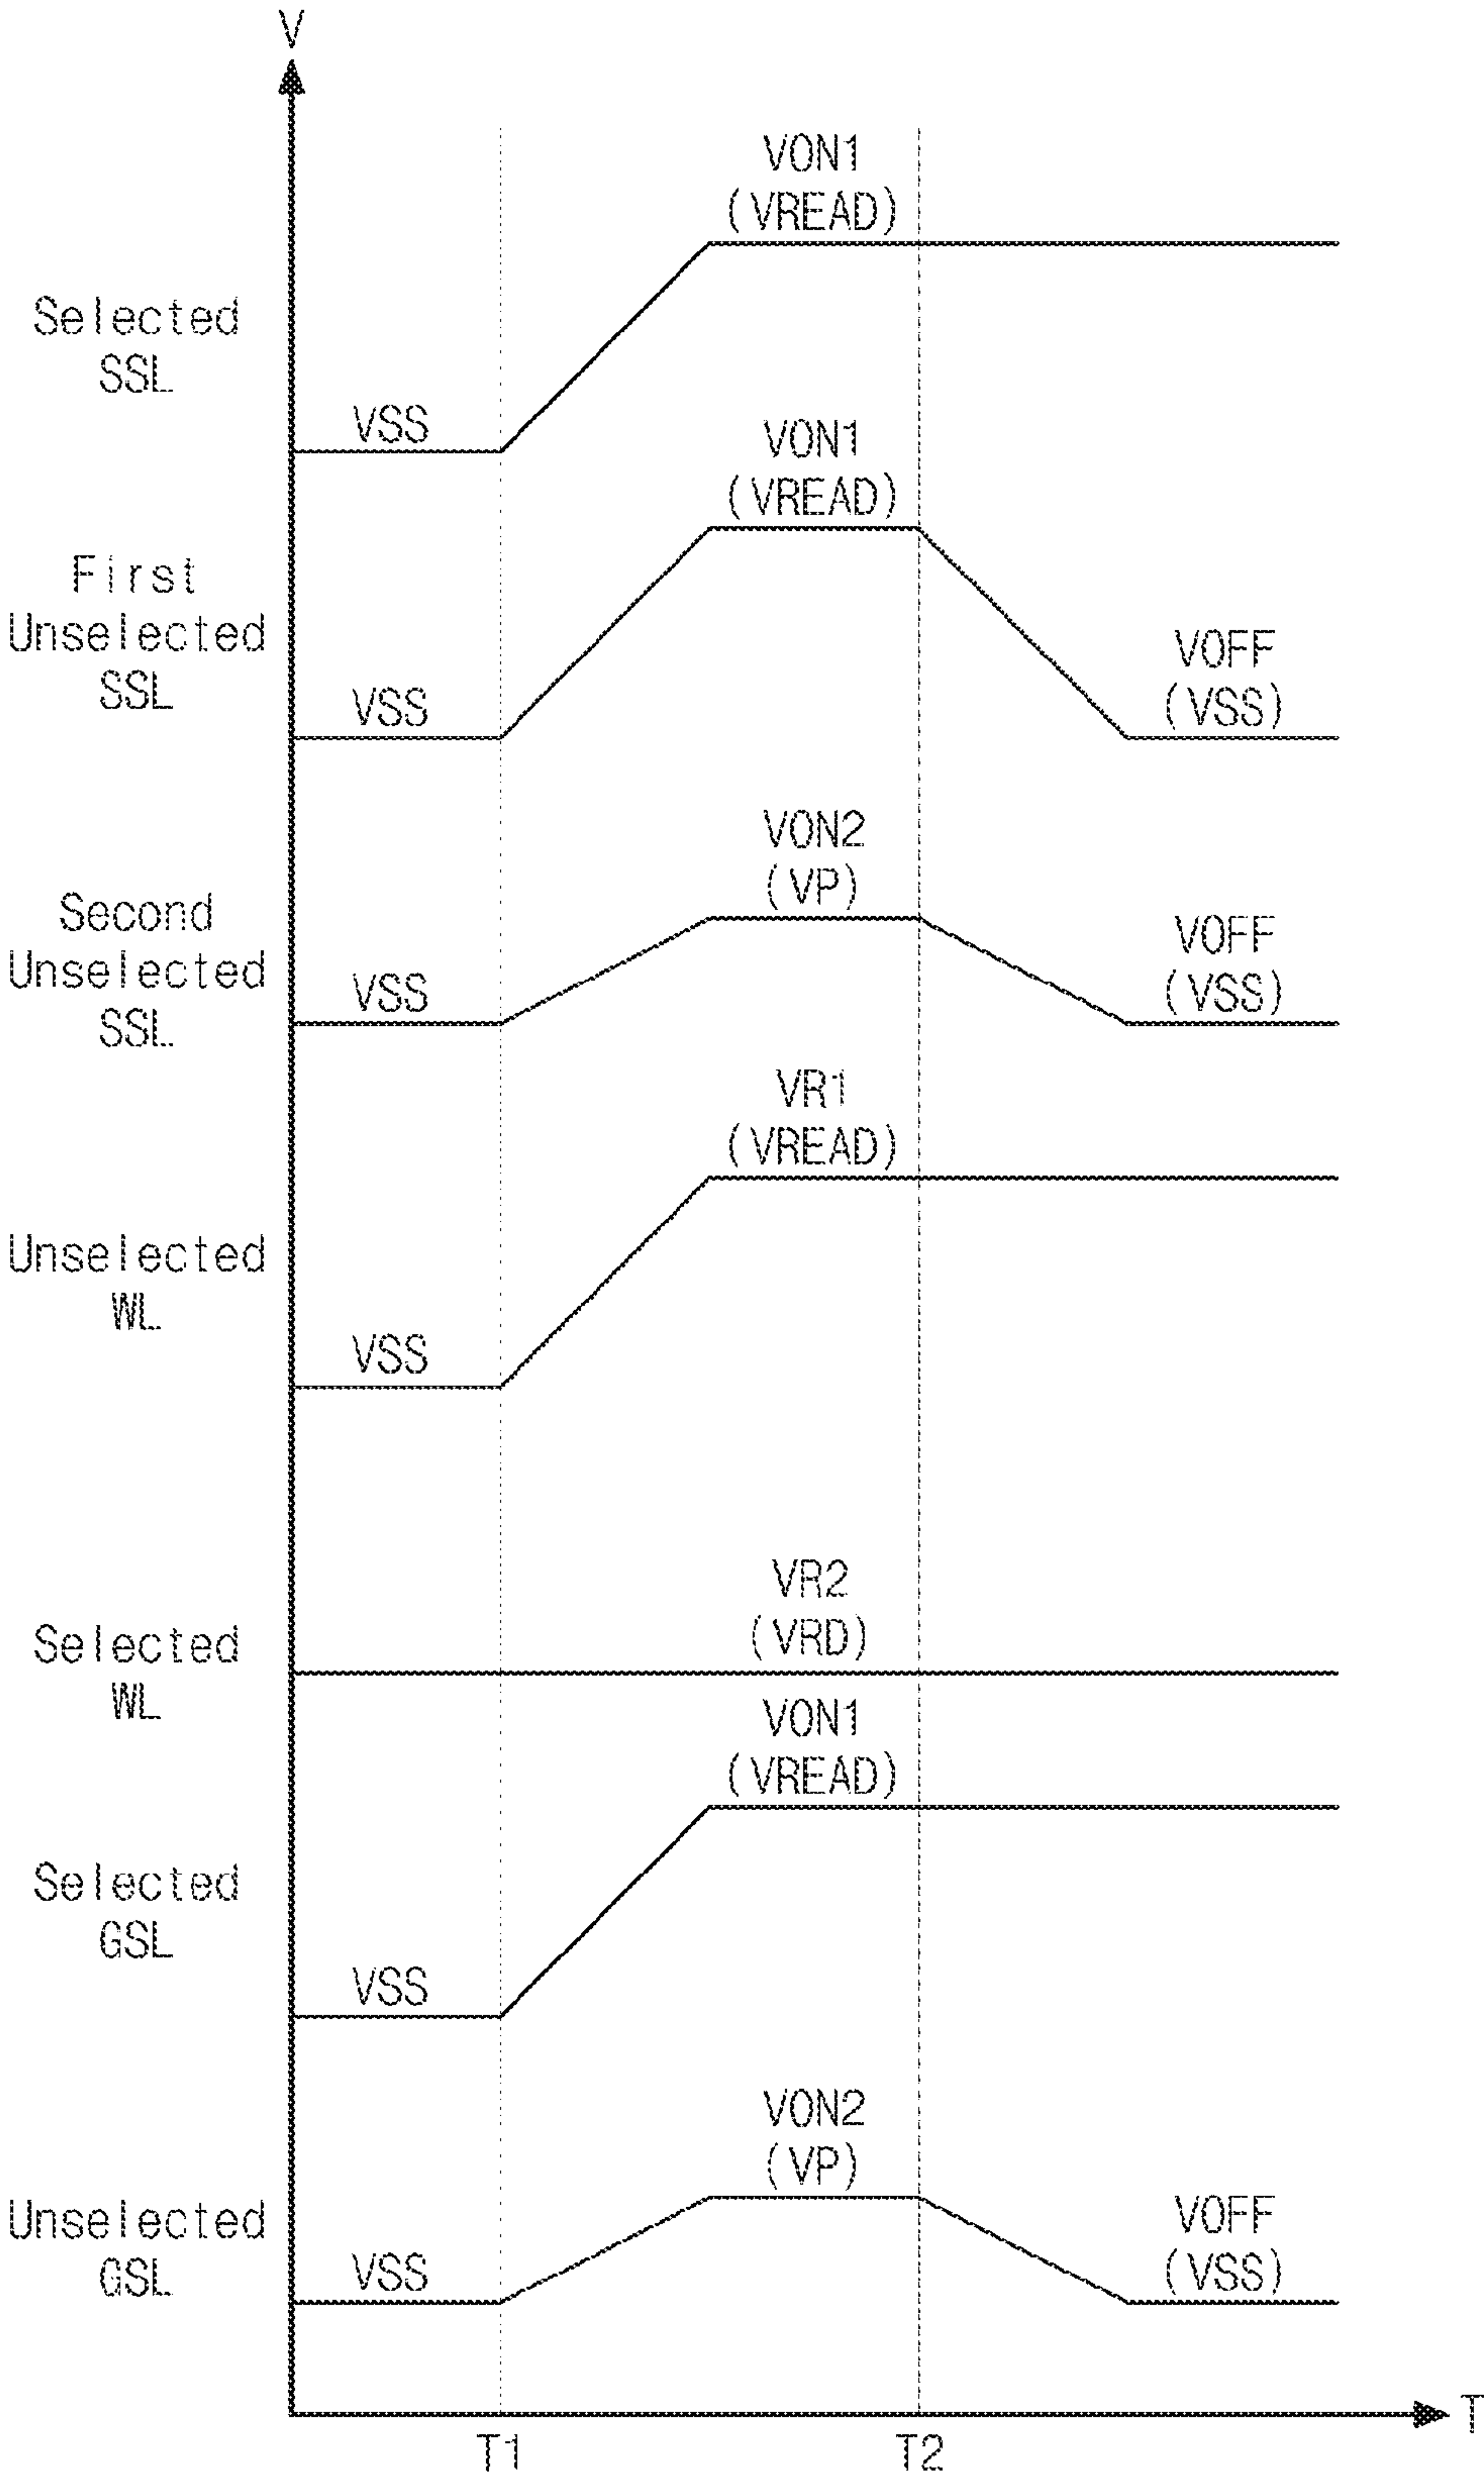 V
VON1
(VREAD)
Selected
SSL
VSS
VON1
(VREAD)
First
Unselected
SSL
VSS
VOFF
(VSS)
VON2
(VP)
Second
Unselected
SSL
VSS
VOFF
(VSS)
VR1
(VREAD)
Unselected
WL
VSS
VR2
(VRD)
Selected
WL
VON1
(VREAD)
Selected
GSL
VSS
VON2
(VP)
Unselected
GSL
VSS
VOFF
(VSS)
T
T1
T2